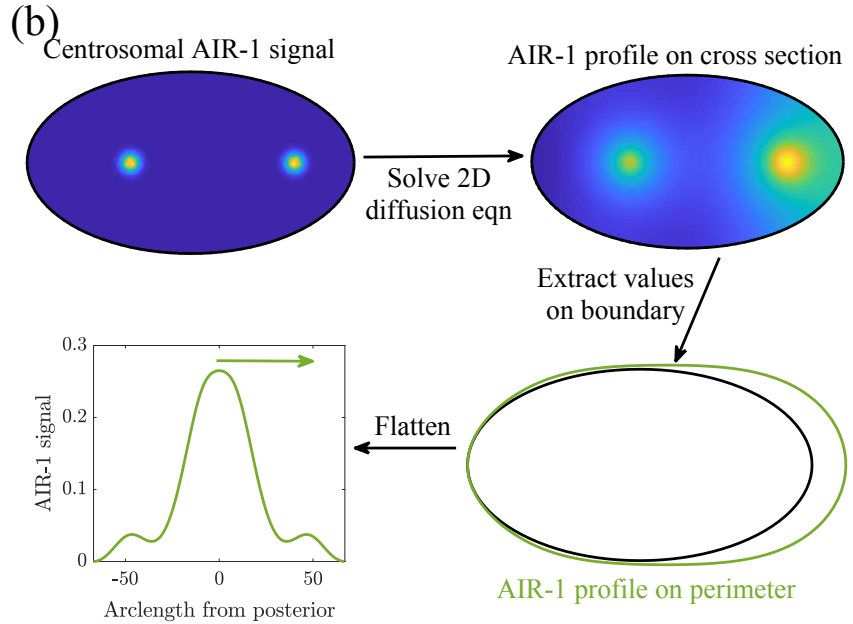 (b)
Centrosomal AIR-1 signal
AIR-1 profile on cross section
Solve 2D
diffusion eqn
Extract values
on boundary
0.3
0.2
0.1
0
AIR-1 signal
-50
0
50
Arclength from posterior
Flatten
AIR-1 profile on perimeter